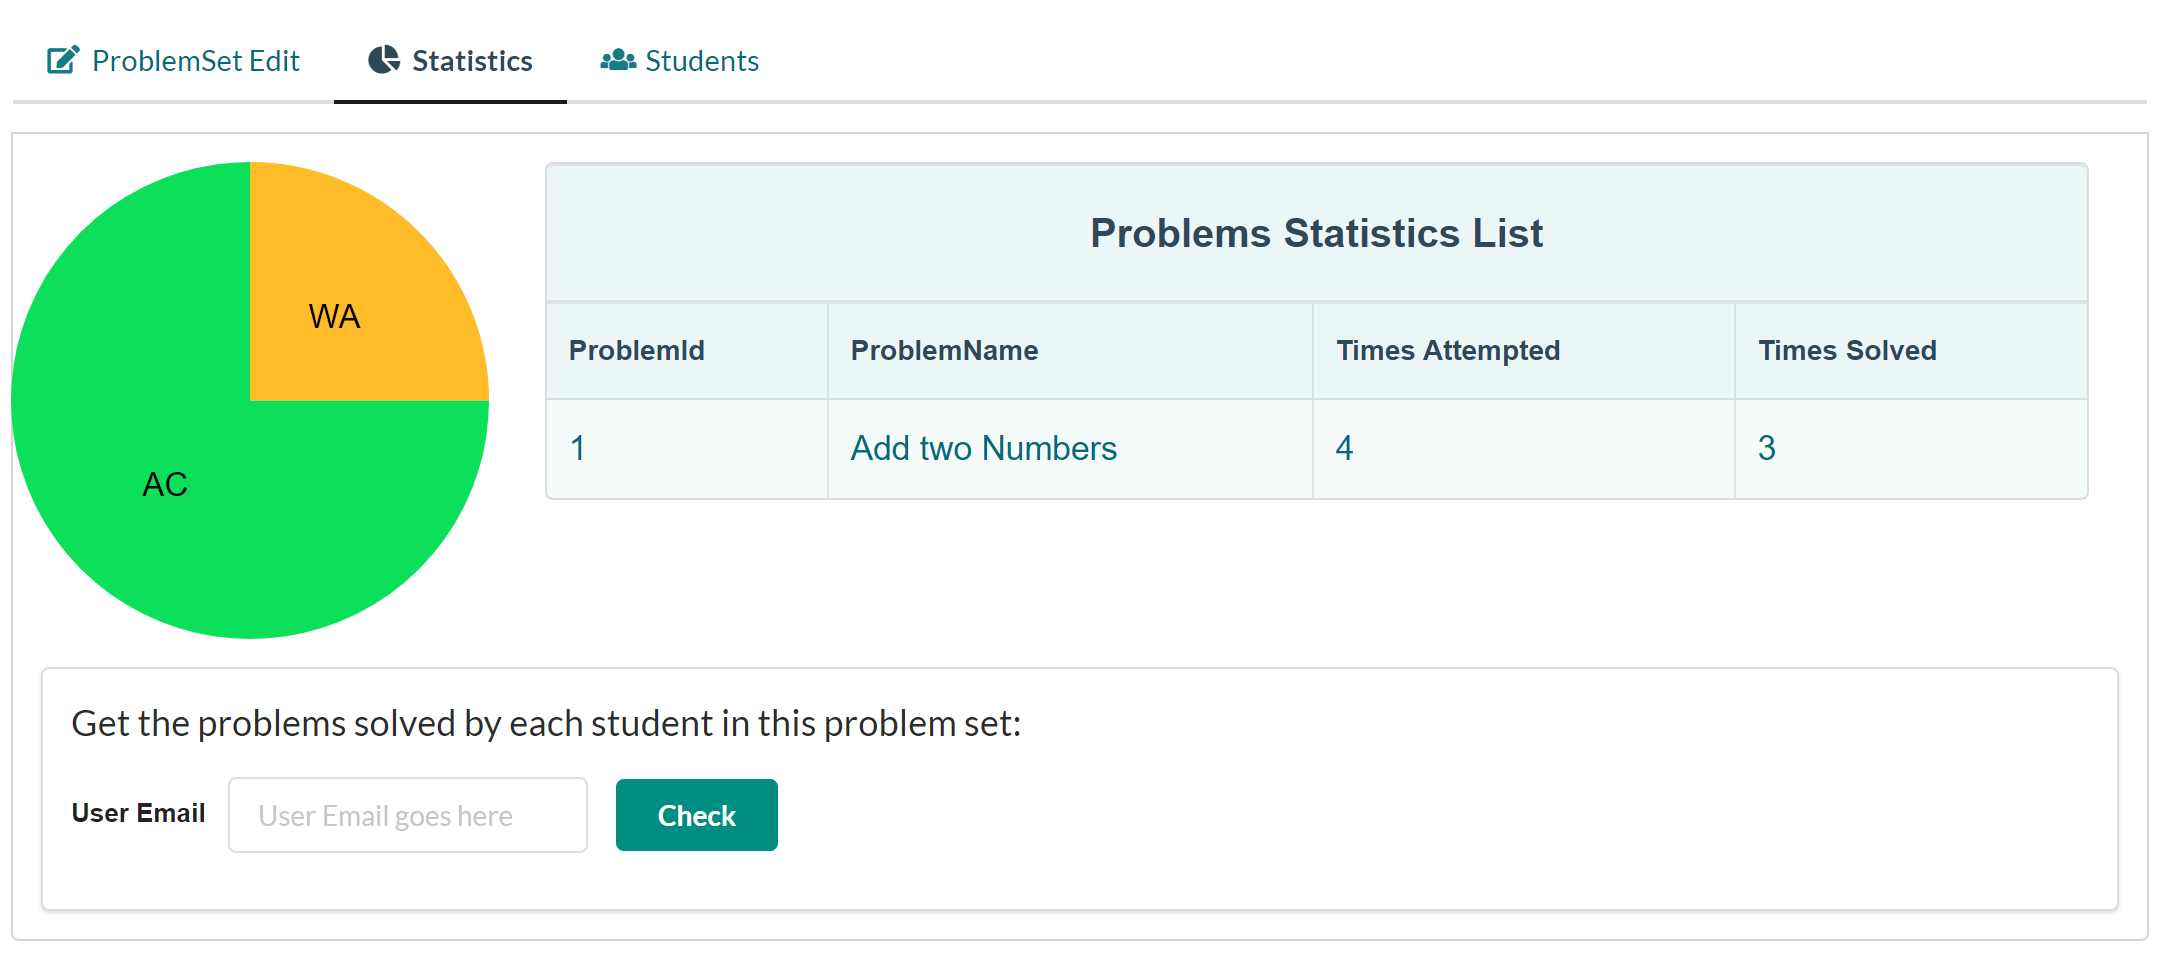 ProblemSet Edit Statistics Students
WA
AC
Problems Statistics List
ProblemId ProblemName Times Attempted Times Solved
1 Add two Numbers 4 3
Get the problems solved by each student in this problem set:
User Email User Email goes here Check